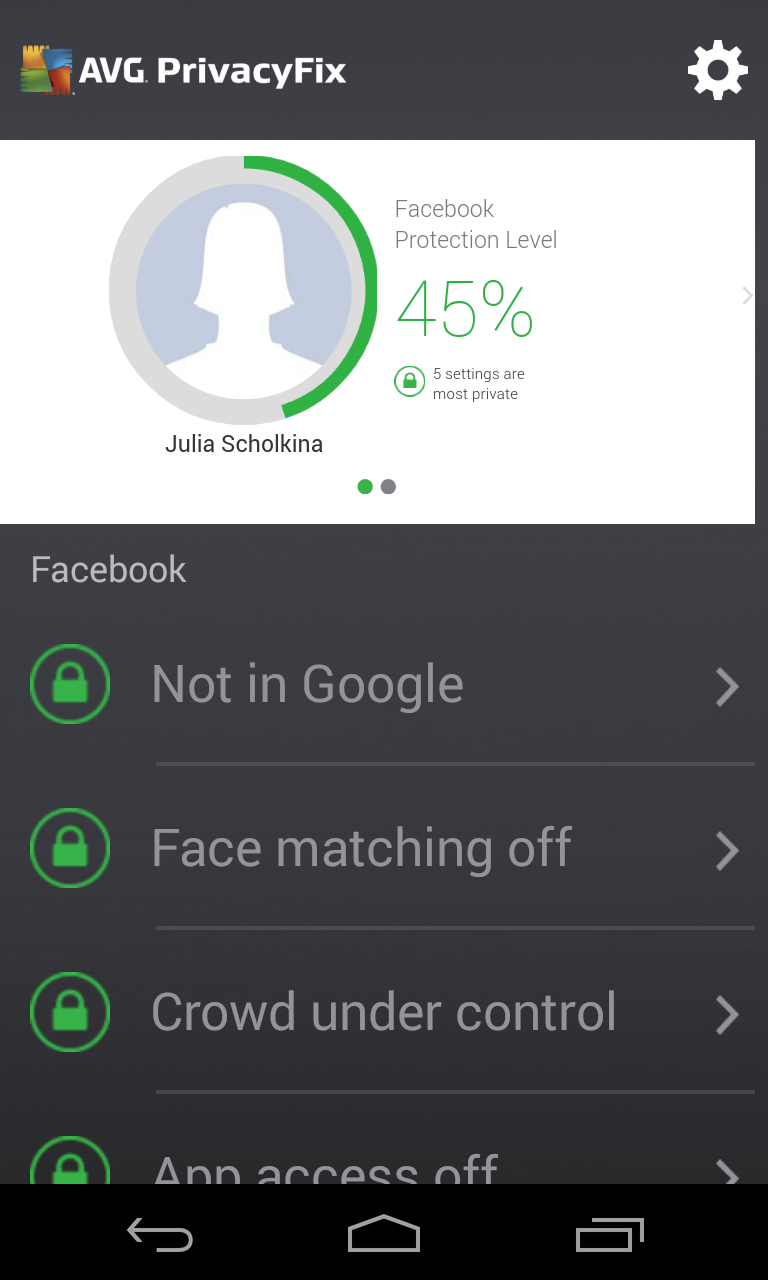 AVG PrivacyFix
Facebook
Protection Level
45%
5 settings are
most private
Julia Scholkina
Facebook
Not in Google
Face matching off
Crowd under control
App access off